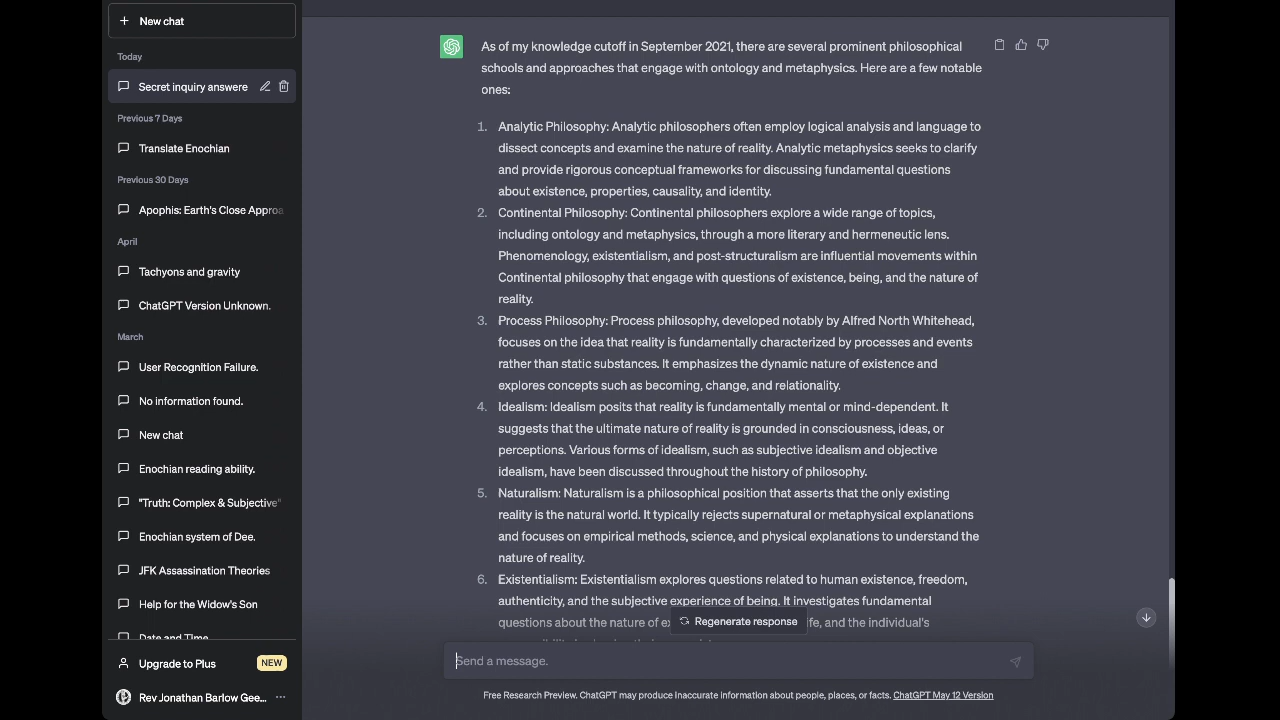 New chat
Today
Secret inquiry answere
Previous 7 Days
Translate Enochian
Previous 30 Days
Apophis: Earth's Close Approa
April
Tachyons and gravity
ChatGPT Version Unknown.
March
User Recognition Failure.
No information found.
New chat
Enochian reading ability.
"Truth: Complex & Subjective"
Enochian system of Dee.
JFK Assassination Theories
Help for the Widow's Son
Date and Time
Upgrade to Plus
NEW
Rev Jonathan Barlow Gee...
As of my knowledge cutoff in September 2021, there are several prominent philosophical
schools and approaches that engage with ontology and metaphysics. Here are a few notable
ones:
1. Analytic Philosophy: Analytic philosophers often employ logical analysis and language to
dissect concepts and examine the nature of reality. Analytic metaphysics seeks to clarify
and provide rigorous conceptual frameworks for discussing fundamental questions
about existence, properties, causality, and identity.
2. Continental Philosophy: Continental philosophers explore a wide range of topics,
including ontology and metaphysics, through a more literary and hermeneutic lens.
Phenomenology, existentialism, and post-structuralism are influential movements within
Continental philosophy that engage with questions of existence, being, and the nature of
reality.
3. Process Philosophy: Process philosophy, developed notably by Alfred North Whitehead,
focuses on the idea that reality is fundamentally characterized by processes and events
rather than static substances. It emphasizes the dynamic nature of existence and
explores concepts such as becoming, change, and relationality.
4. Idealism: Idealism posits that reality is fundamentally mental or mind-dependent. It
suggests that the ultimate nature of reality is grounded in consciousness, ideas, or
perceptions. Various forms of idealism, such as subjective idealism and objective
idealism, have been discussed throughout the history of philosophy.
5. Naturalism: Naturalism is a philosophical position that asserts that the only existing
reality is the natural world. It typically rejects supernatural or metaphysical explanations
and focuses on empirical methods, science, and physical explanations to understand the
nature of reality.
6. Existentialism: Existentialism explores questions related to human existence, freedom,
authenticity, and the subjective experience of being. It investigates fundamental
questions about the nature of ex
fe, and the individual's
Regenerate response
Send a message.
Free Research Preview. ChatGPT may produce inaccurate information about people, places, or facts. ChatGPT May 12 Version